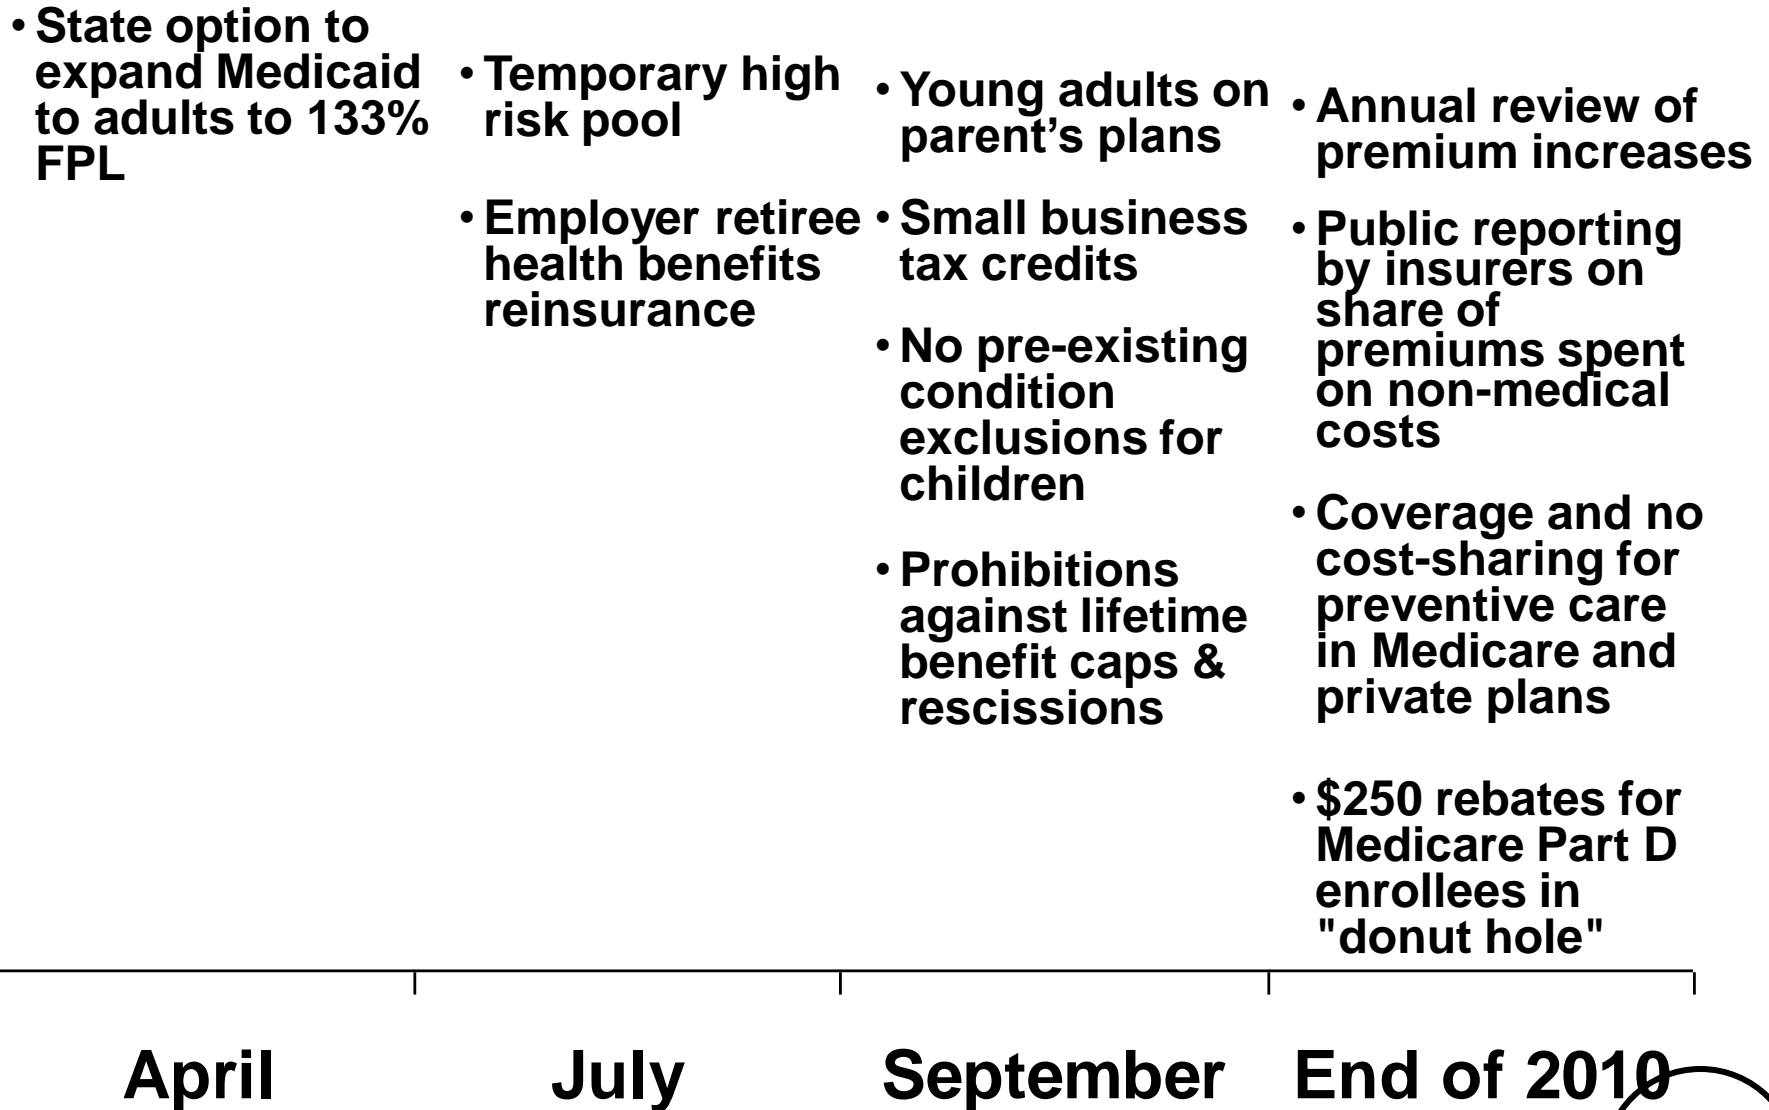 • State option to
expand Medicaid
to adults to 133%
FPL
• Temporary high
risk pool
• Employer retiree
health benefits
reinsurance
• Young adults on
parent’s plans
• Small business
tax credits
• No pre-existing
condition
exclusions for
children
• Prohibitions
against lifetime
benefit caps &
rescissions
• Annual review of
premium increases
• Public reporting
by insurers on
share of
premiums spent
on non-medical
costs
• Coverage and no
cost-sharing for
preventive care
in Medicare and
private plans
• $250 rebates for
Medicare Part D
enrollees in
"donut hole"
April
July
September
End of 2010